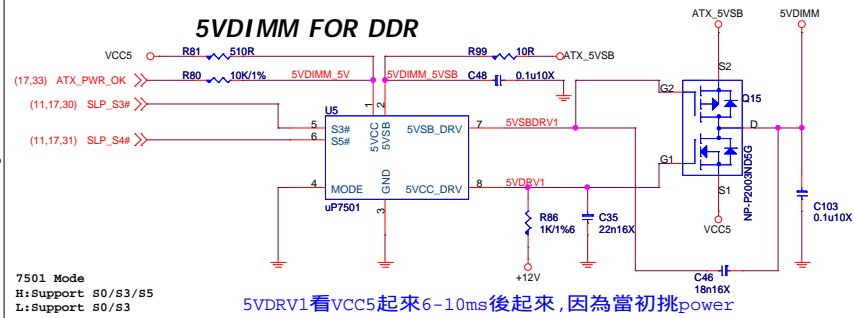 5VDIMM FOR DDR
ATX_5VSB
5VDIMM
VCC5
R81
510R
R99
10R
ATX_5VSB
(17,33) ATX_PWR_OK
R80
10K/1%
5VDIMM_5V
5VDIMM_5VSB
C48
0.1u10X
S2
(11,17,30) SLP_S3#
U5
1
2
G2
Q15
5
S3#
5VCC
5VSB
5VSB_DRV
7
5VSBDRV1
(11,17,31) SLP_S4#
6
S5#
D
G1
4
MODE
GND
5VCC_DRV
8
5VDRV1
S1
NP-P2003ND5G
uP7501
3
R86
1K/1%6
C35
22n16X
VCC5
C103
0.1u10X
+12V
C46
18n16X
7501 Mode
H:Support S0/S3/S5
L:Support S0/S3
5VDRV1看VCC5起來6-10ms後起來,因為當初挑power